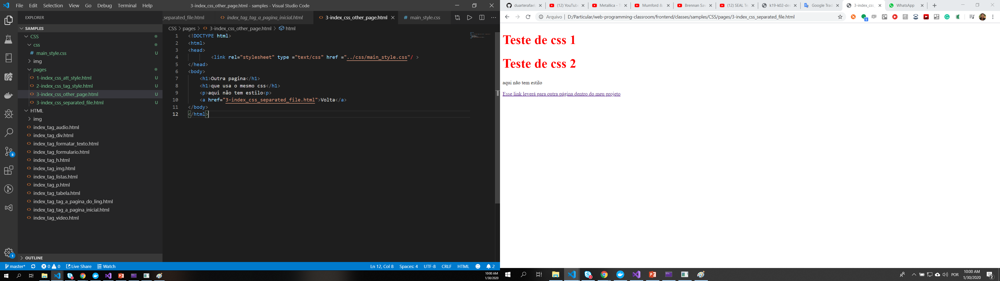 File Edit Selection View Go Debug Terminal Help
3-index_css_other_page.html - samples - Visual Studio Code
EXPLORER
SAMPLES
CSS
css
# main_style.css U
img
pages
1-index_css_att_style.html U
2-index_css_tag_style.html U
3-index_css_other_page.html U
3-index_css_separated_file.html U
HTML
img
index_tag_audio.html
index_tag_div.html
index_tag_formatar_texto.html
index_tag_formulario.html
index_tag_h.html
index_tag_img.html
index_tag_listas.html
index_tag_p.html
index_tag_tabela.html
index_tag_tag_a_pagina_do_ling.html
index_tag_tag_a_pagina_inicial.html
index_tag_video.html
OUTLINE
8
1
_separated_file.html <> index_tag_tag_a_pagina_inicial.html <> 3-index_css_other_page.html # main_style.css
CSS > pages > <> 3-index_css_other_page.html > html
1 <!DOCTYPE html>
2 <html>
3 <head>
4 <link rel="stylesheet" type ="text/css" href ="../css/main_style.css"/ >
5 </head>
6 <body>
7 <h1>Outra pagina</h1>
8 <h1>que usa o mesmo css</h1>
9 <p>aqui não tem estilo<p>
10 <a href="3-index_css_separated_file.html">Volta</a>
11 </body>
12 </html>
master* 0 0 Live Share Watch
Ln 12, Col 8 Spaces: 4 UTF-8 CRLF HTML 2
10:00 AM
1/30/2020
duarterafael (12) YouTube Metallica - T Mumford & Brennan Sav (12) SEAL Te k19-k02-des Google Trad 3-index_css_ WhatsApp
Arquivo | D:/Particular/web-programming-classroom/frontend/classes/samples/CSS/pages/3-index_css_separated_file.html
1
Teste de css 1
Teste de css 2
aqui não tem estilo
Esse link leverá para outra página dentro do meu projeto
POR
10:00 AM
1/30/2020
2